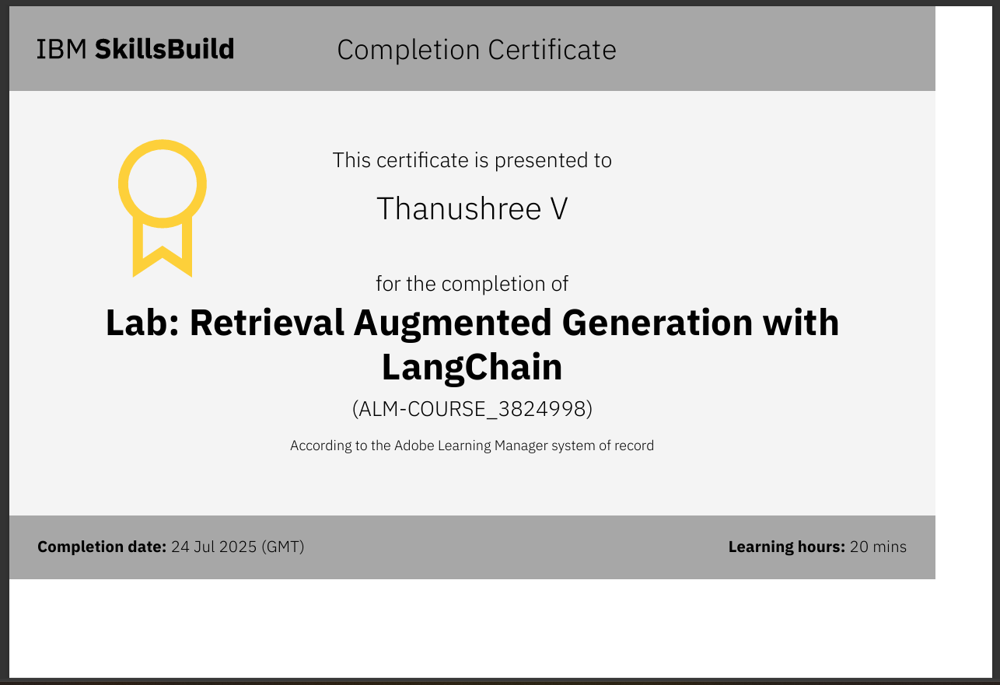 IBM SkillsBuild
Completion Certificate
This certificate is presented to
Thanushree V
for the completion of
Lab: Retrieval Augmented Generation with
LangChain
(ALM-COURSE_3824998)
According to the Adobe Learning Manager system of record
Completion date: 24 Jul 2025 (GMT)
Learning hours: 20 mins